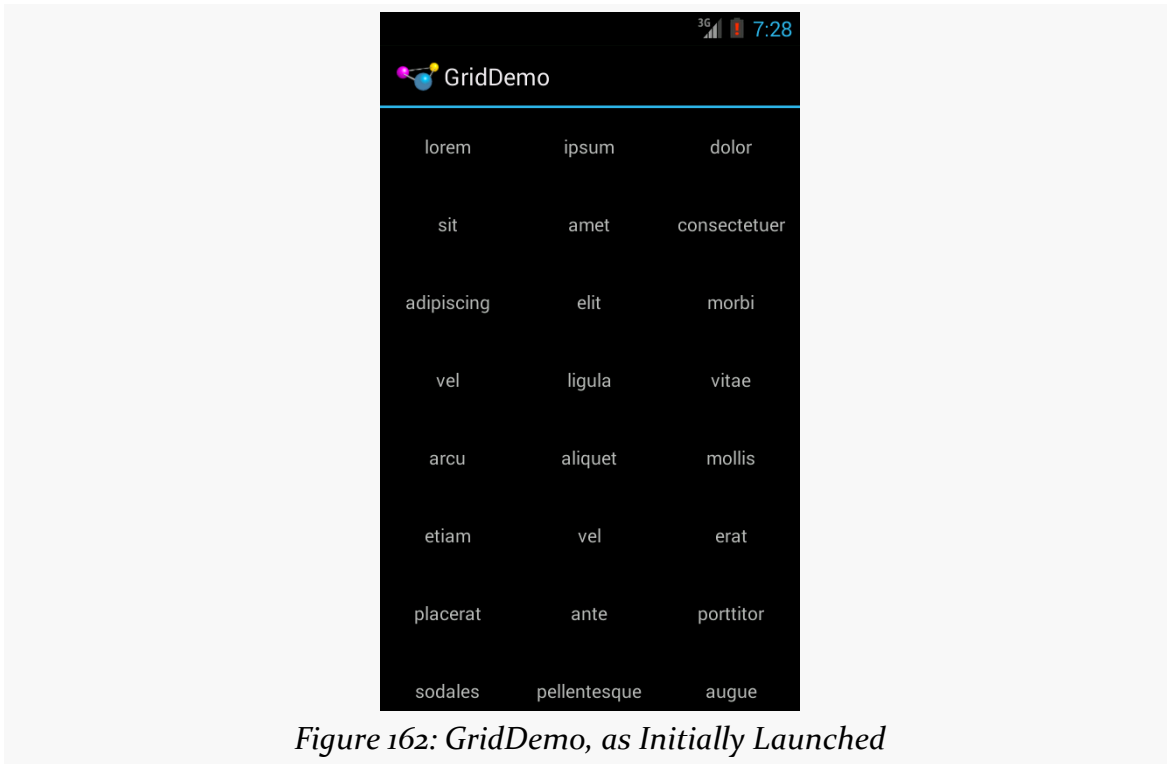 3G 7:28
GridDemo
lorem ipsum dolor
sit amet consectetuer
adipiscing elit morbi
vel ligula vitae
arcu aliquet mollis
etiam vel erat
placerat ante porttitor
sodales pellentesque augue
Figure 162: GridDemo, as Initially Launched